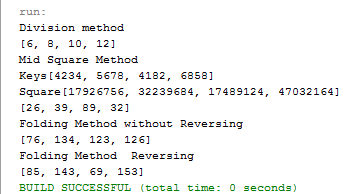 run:
Division method
[6, 8, 10, 12]
Mid Square Method
Keys[4234, 5678, 4182, 6858]
Square[17926756, 32239684, 17489124, 47032164]
[26, 39, 89, 32]
Folding Method without Reversing
[76, 134, 123, 126]
Folding Method  Reversing
[85, 143, 69, 153]
BUILD SUCCESSFUL (total time: 0 seconds)